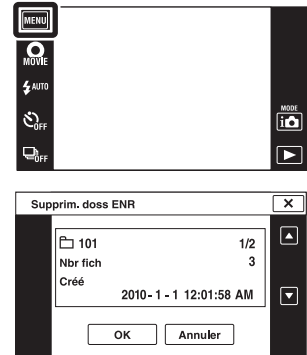 MENU
MOVIE
AUTO
OFF
OFF
MODE
Supprim. doss ENR
101 1/2
Nbr fich 3
Créé
2010 - 1 - 1 12:01:58 AM
OK Annuler